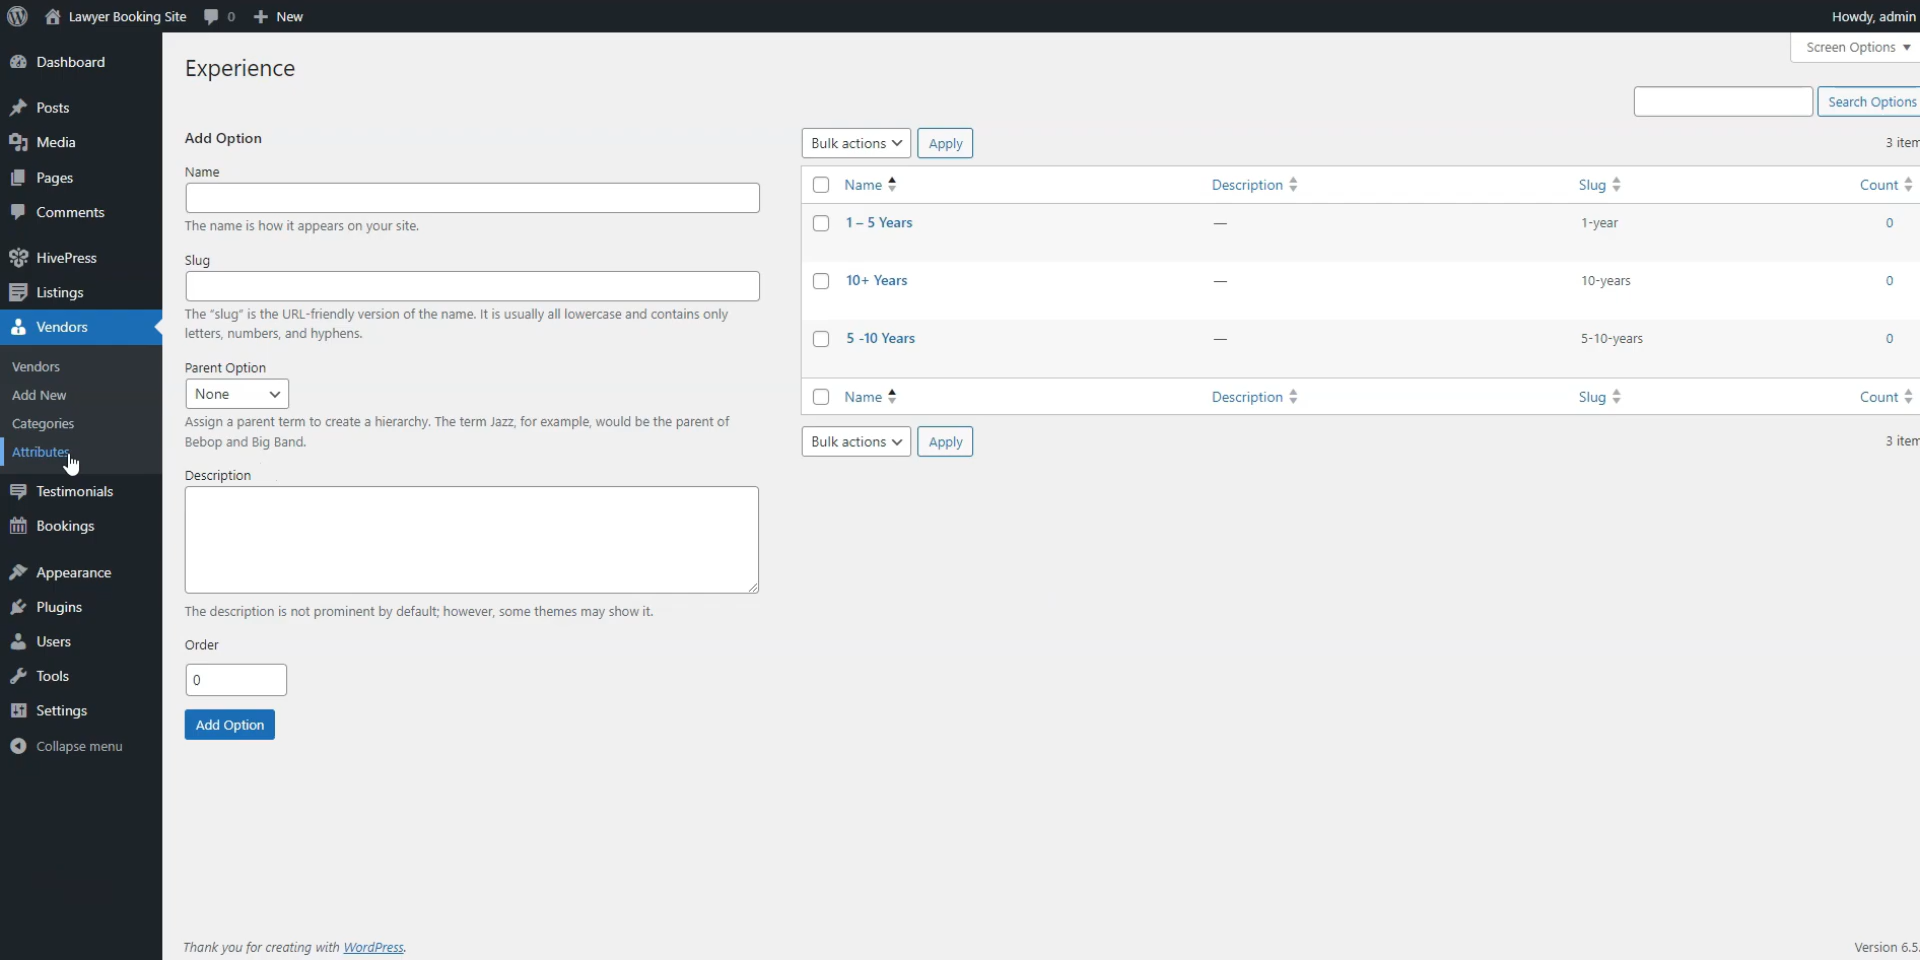 Lawyer Booking Site 0 New
Howdy, admin
Dashboard
Posts
Media
Pages
Comments
HivePress
Listings
Vendors
Vendors
Add New
Categories
Attributes
Testimonials
Bookings
Appearance
Plugins
Users
Tools
Settings
Collapse menu
Screen Options
Experience
Search Options
Add Option
Name
The name is how it appears on your site.
Slug
The “slug” is the URL-friendly version of the name. It is usually all lowercase and contains only
letters, numbers, and hyphens.
Parent Option
None
Assign a parent term to create a hierarchy. The term Jazz, for example, would be the parent of
Bebop and Big Band.
Description
The description is not prominent by default; however, some themes may show it.
Order
0
Add Option
Bulk actions Apply
3 item
Name Description Slug Count
1 – 5 Years — 1-year 0
10+ Years — 10-years 0
5 -10 Years — 5-10-years 0
Name Description Slug Count
Bulk actions Apply
3 item
Thank you for creating with WordPress.
Version 6.5.